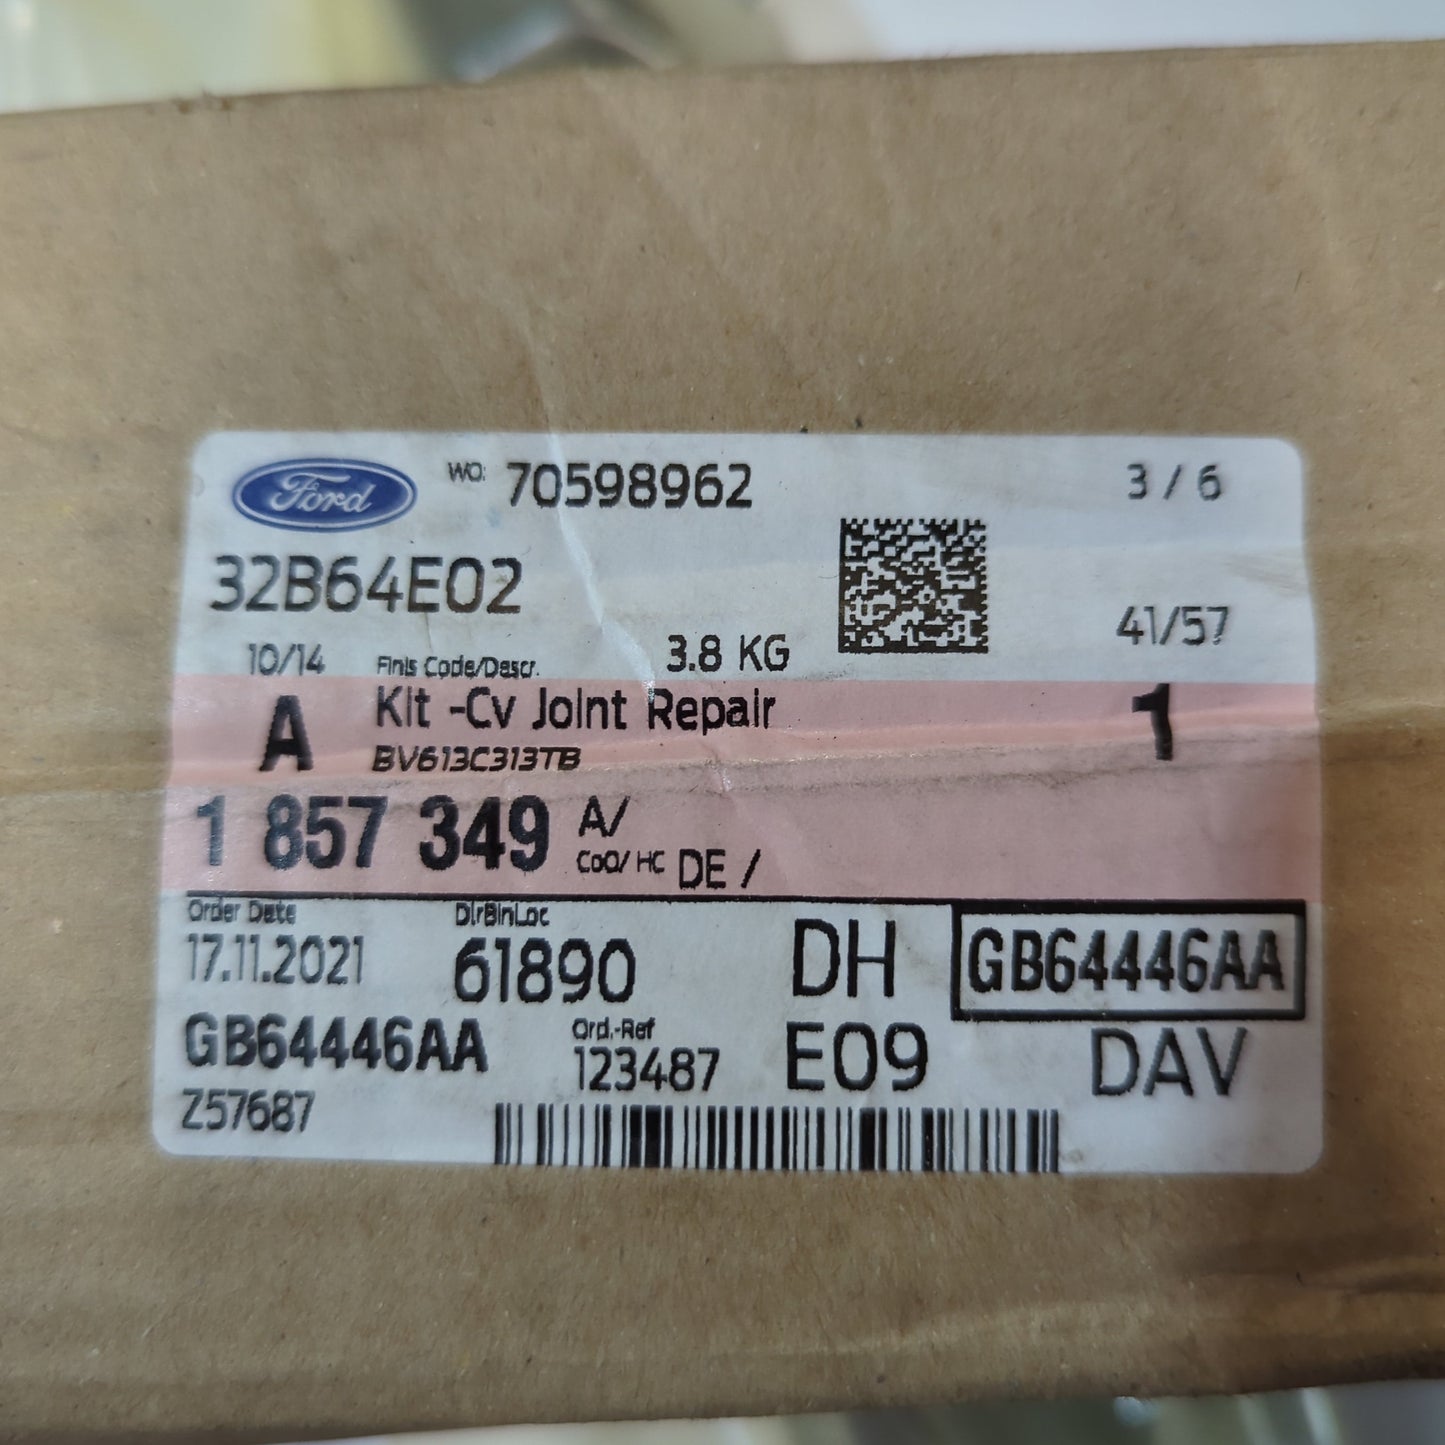 Ford WO: 70598962 3 / 6
32B64E02
41/57
10/14 Finis Code/Descr. 3.8 KG
A Kit -Cv Joint Repair 1
BV613C313TB
1 857 349 A/
CoO/ HC DE /
Order Date DlrBinLoc
17.11.2021 61890 DH GB64446AA
GB64446AA Ord.-Ref E09 DAV
123487
Z57687